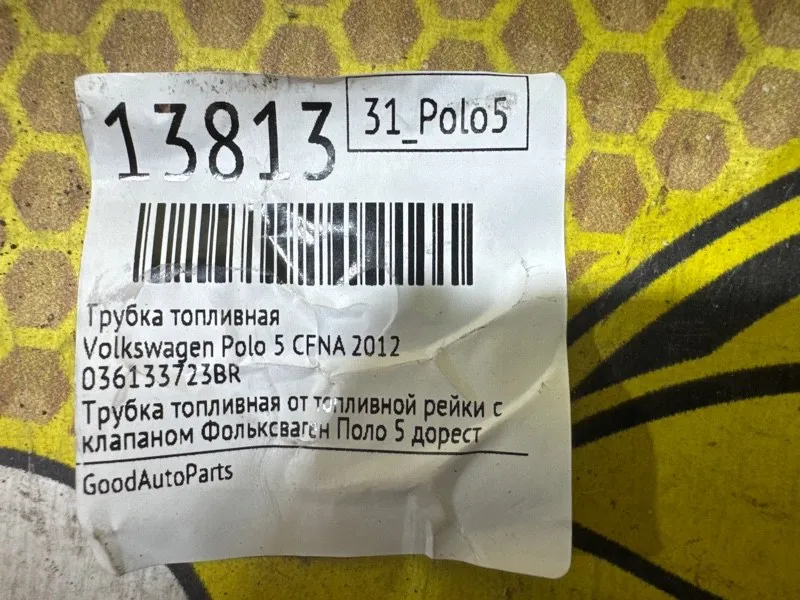 13813
31_Polo5
Трубка топливная
Volkswagen Polo 5 CFNA 2012
036133723BR
Трубка топливная от топливной рейки с
клапаном Фольксваген Поло 5 дорест
GoodAutoParts